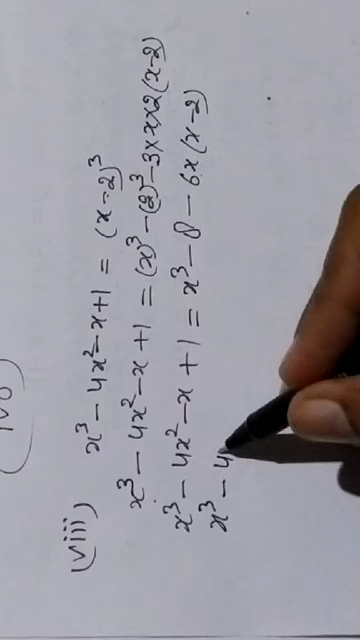 (viii) x³ - 4x² - x + 1 = (x - 2)³
x³ - 4x² - x + 1 = (x)³ - (2)³ - 3×x×2(x-2)
x³ - 4x² - x + 1 = x³ - 8 - 6x(x-2)
x³ - 4